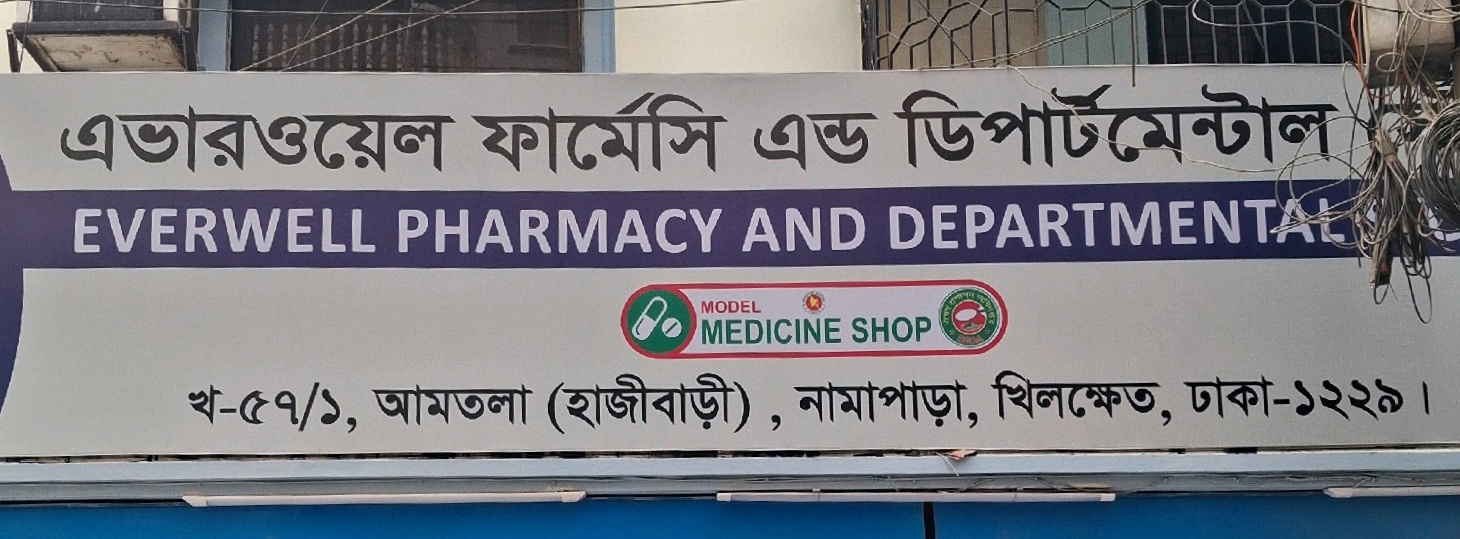 এভারওয়েল ফার্মেসি এন্ড ডিপার্টমেন্টাল
EVERWELL PHARMACY AND DEPARTMENTAL
MODEL
MEDICINE SHOP
খ-৫৭/১, আমতলা (হাজীবাড়ী) , নামাপাড়া, খিলক্ষেত, ঢাকা-১২২৯।